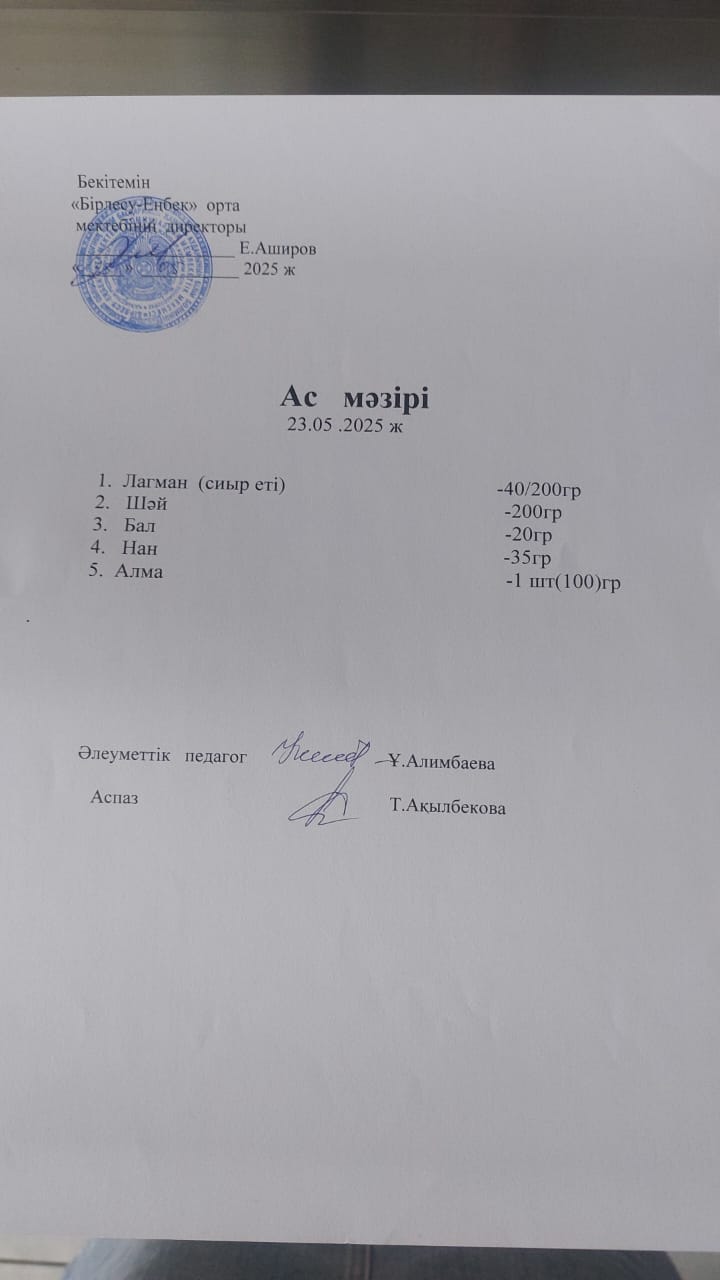 Бекітемін
«Бірлесу-Еңбек» орта
мектебінің директоры
______________ Е.Аширов
« » ______________ 2025 ж
Ас мәзірі
23.05 .2025 ж
1. Лагман (сиыр еті) -40/200гр
2. Шәй -200гр
3. Бал -20гр
4. Нан -35гр
5. Алма -1 шт(100)гр
Әлеуметтік педагог Ұ.Алимбаева
Аспаз Т.Ақылбекова